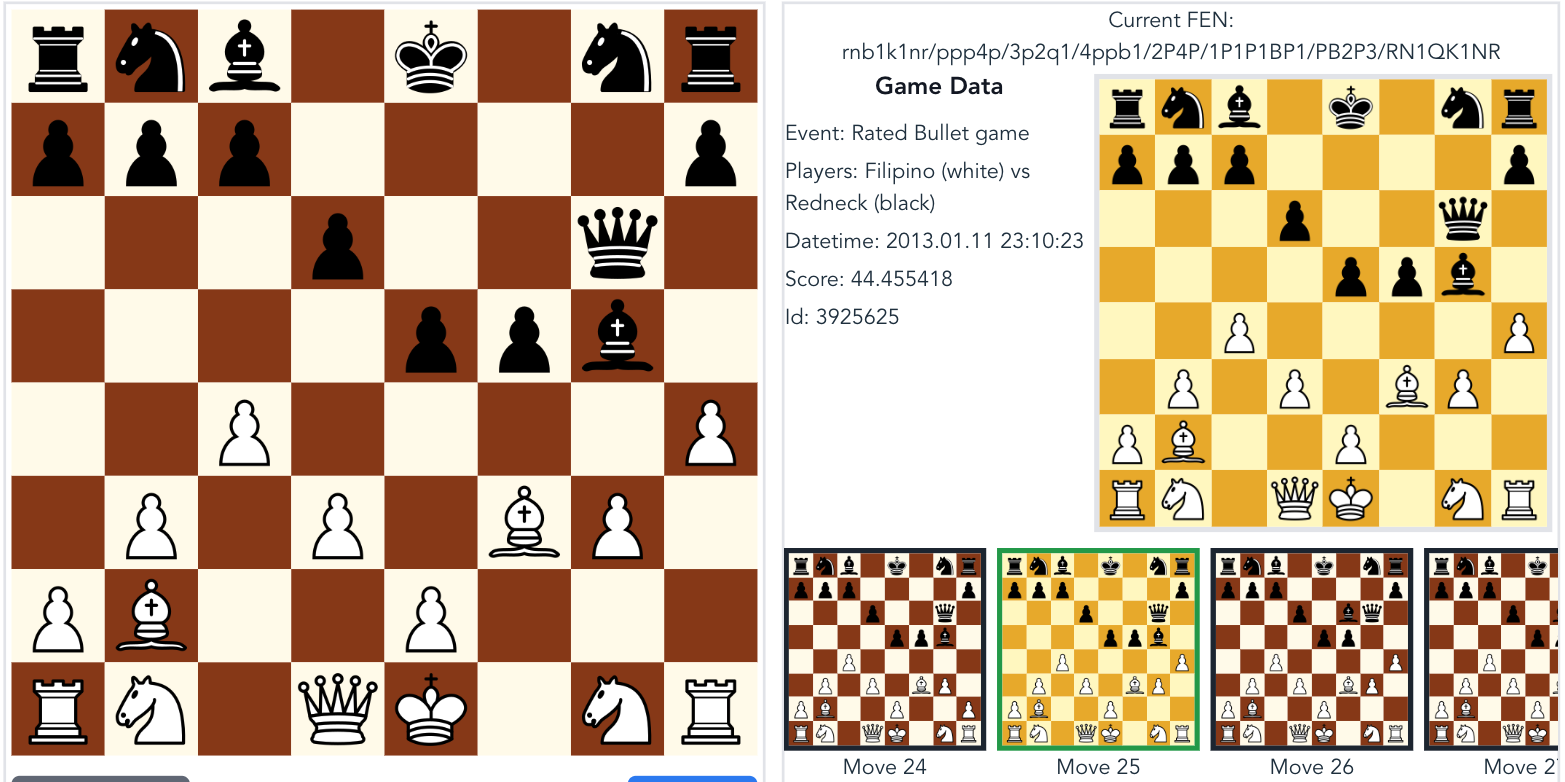 Current FEN:
rnb1k1nr/ppp4p/3p2q1/4ppb1/2P4P/1P1P1BP1/PB2P3/RN1QK1NR
Game Data
Event: Rated Bullet game
Players: Filipino (white) vs
Redneck (black)
Datetime: 2013.01.11 23:10:23
Score: 44.455418
Id: 3925625
Move 24
Move 25
Move 26
Move 2